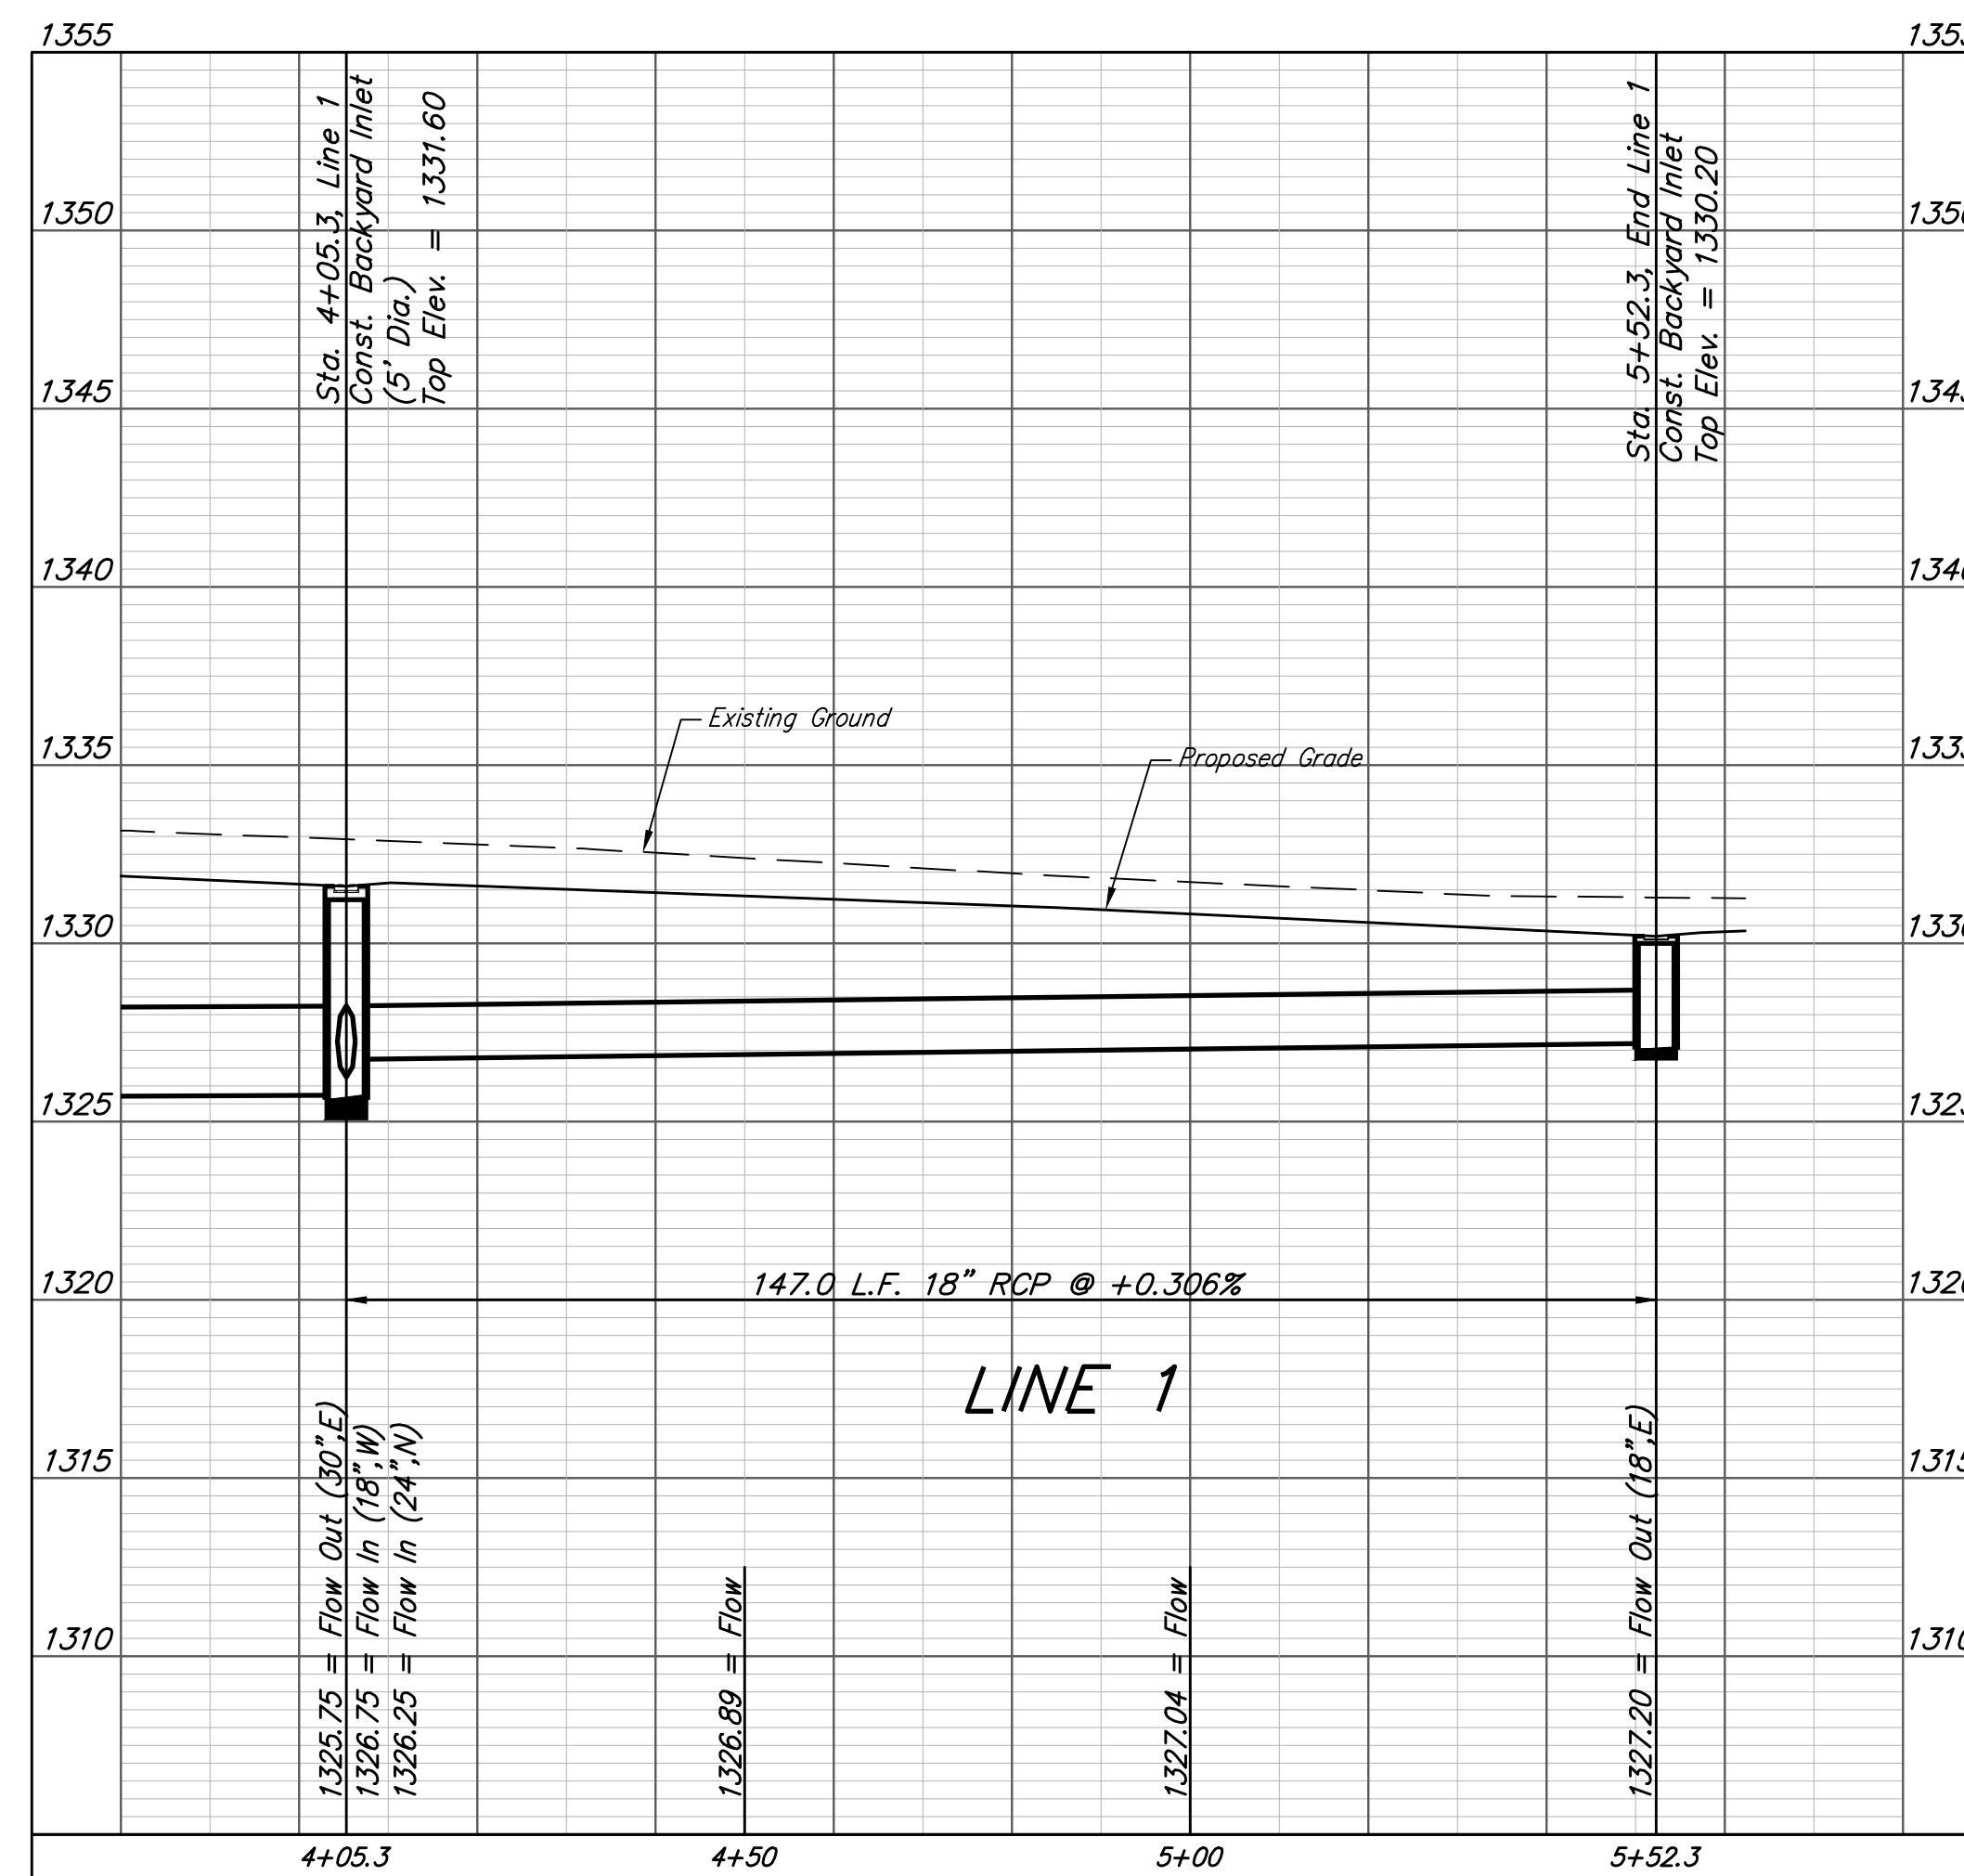 1355
1350
1345
1340
1335
1330
1325
1320
1315
1310
Sta. 4+05.3, Line 1
Const. Backyard Inlet
(5' Dia.)
Top Elev. = 1331.60
Sta. 5+52.3, End Line 1
Const. Backyard Inlet
Top Elev. = 1330.20
Existing Ground
Proposed Grade
147.0 L.F. 18" RCP @ +0.306%
LINE 1
1325.75 = Flow Out (30",E)
1326.75 = Flow In (18",W)
1326.25 = Flow In (24",N)
1326.89 = Flow
1327.04 = Flow
1327.20 = Flow Out (18",E)
4+05.3
4+50
5+00
5+52.3